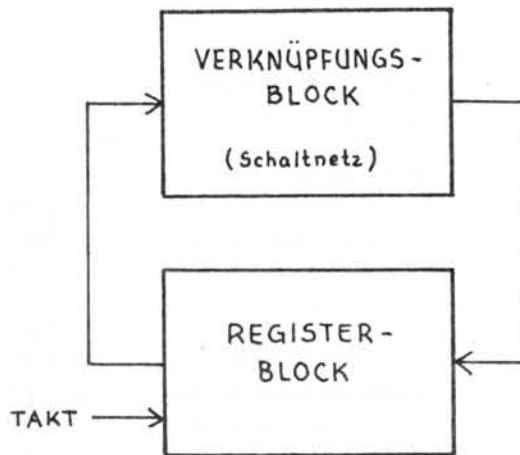 VERKNÜPFUNGS-
BLOCK
(Schaltnetz)
REGISTER-
BLOCK
TAKT